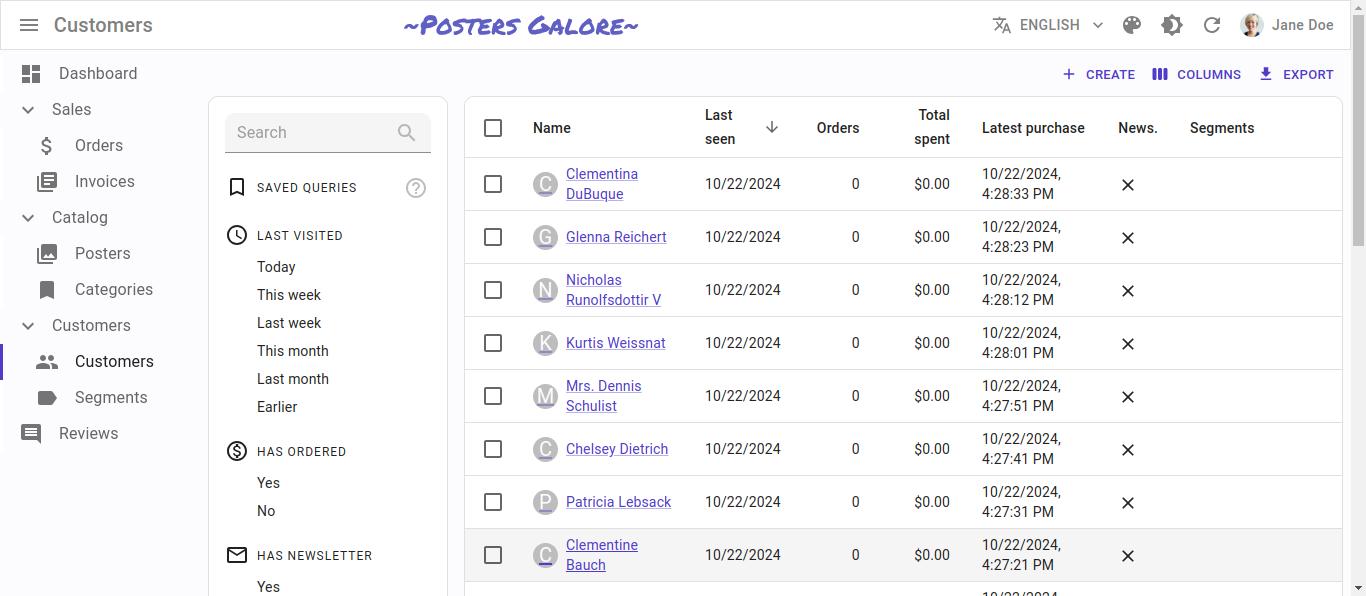 Customers
~Posters Galore~
ENGLISH
Jane Doe
Dashboard
Sales
Orders
Invoices
Catalog
Posters
Categories
Customers
Customers
Segments
Reviews
CREATE
COLUMNS
EXPORT
Search
SAVED QUERIES
LAST VISITED
Today
This week
Last week
This month
Last month
Earlier
HAS ORDERED
Yes
No
HAS NEWSLETTER
Yes
Name Last seen Orders Total spent Latest purchase News. Segments
C Clementina DuBuque 10/22/2024 0 $0.00 10/22/2024, 4:28:33 PM
G Glenna Reichert 10/22/2024 0 $0.00 10/22/2024, 4:28:23 PM
N Nicholas Runolfsdottir V 10/22/2024 0 $0.00 10/22/2024, 4:28:12 PM
K Kurtis Weissnat 10/22/2024 0 $0.00 10/22/2024, 4:28:01 PM
M Mrs. Dennis Schulist 10/22/2024 0 $0.00 10/22/2024, 4:27:51 PM
C Chelsey Dietrich 10/22/2024 0 $0.00 10/22/2024, 4:27:41 PM
P Patricia Lebsack 10/22/2024 0 $0.00 10/22/2024, 4:27:31 PM
C Clementine Bauch 10/22/2024 0 $0.00 10/22/2024, 4:27:21 PM